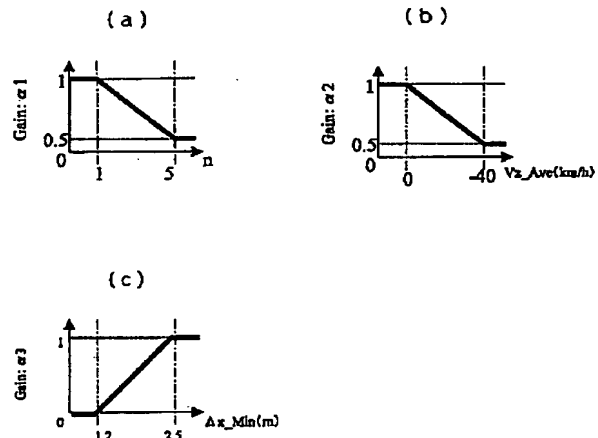 (a)
Gain: α1
1
0.5
0
1
5
n
(b)
Gain: α2
1
0.5
0
0
-40
Vz_Ave(km/h)
(c)
Gain: α3
1
0
1.2
2.5
Δx_Min(m)